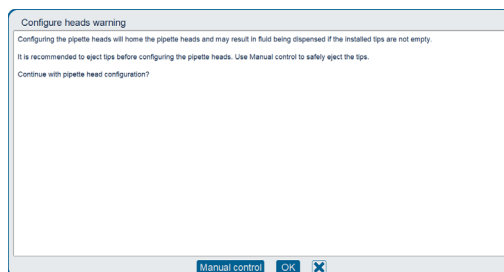 Configure heads warning
Configuring the pipette heads will home the pipette heads and may result in fluid being dispensed if the installed tips are not empty.
It is recommended to eject tips before configuring the pipette heads. Use Manual control to safely eject the tips.
Continue with pipette head configuration?
Manual control OK